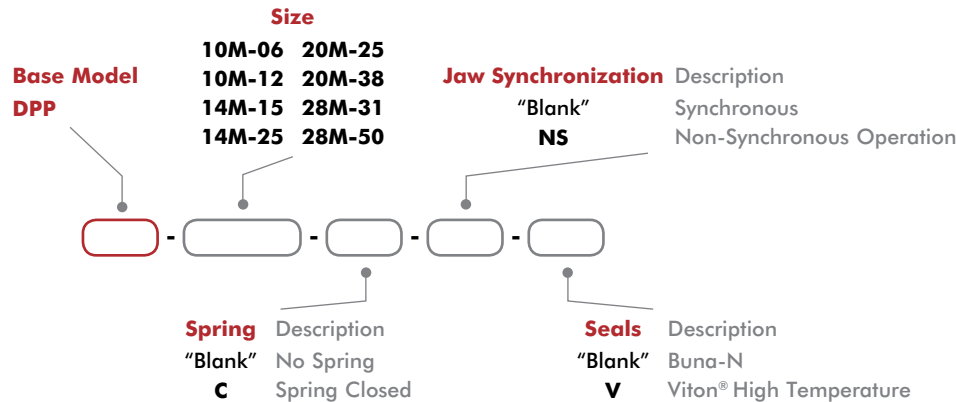 Size
10M-06 20M-25
10M-12 20M-38
14M-15 28M-31
14M-25 28M-50
Base Model
DPP
Jaw Synchronization Description
"Blank" Synchronous
NS Non-Synchronous Operation
- - - -
Spring Description
"Blank" No Spring
C Spring Closed
Seals Description
"Blank" Buna-N
V Viton® High Temperature